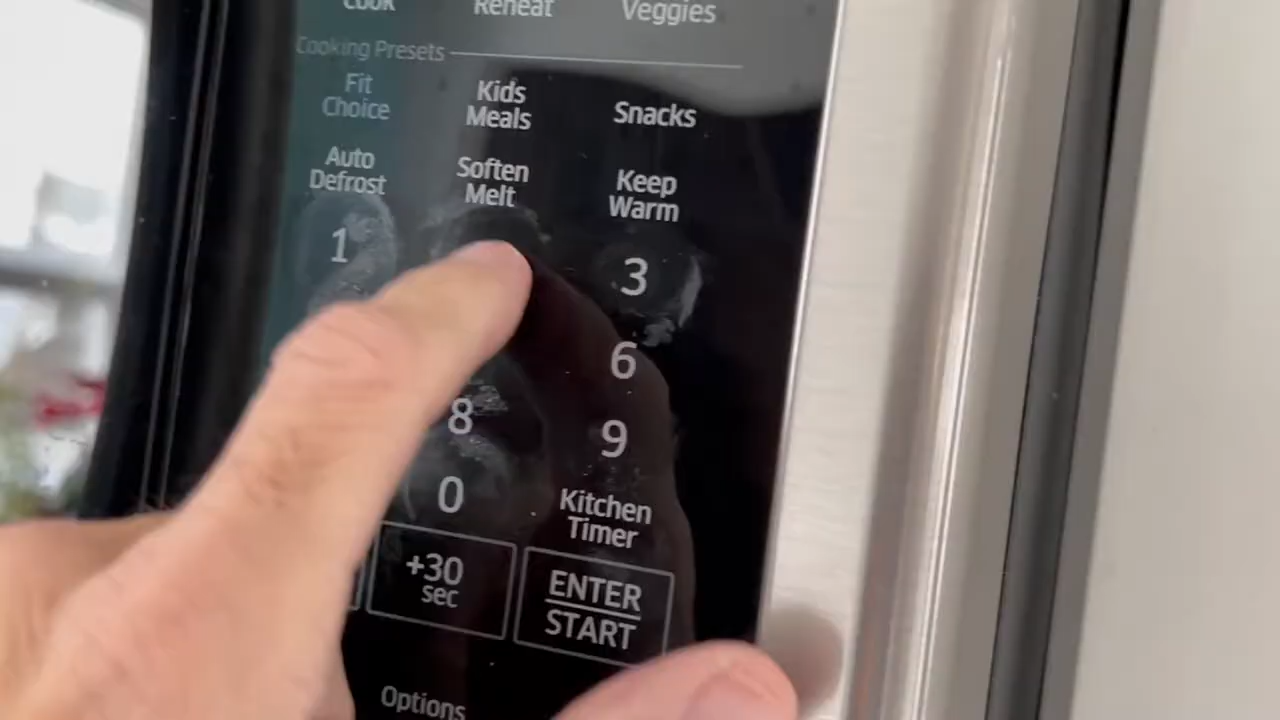 Cook
Reheat
Veggies
Cooking Presets
Fit
Choice
Kids
Meals
Snacks
Auto
Defrost
Soften
Melt
Keep
Warm
1
3
6
8
9
0
Kitchen
Timer
+30
sec
ENTER
START
Options